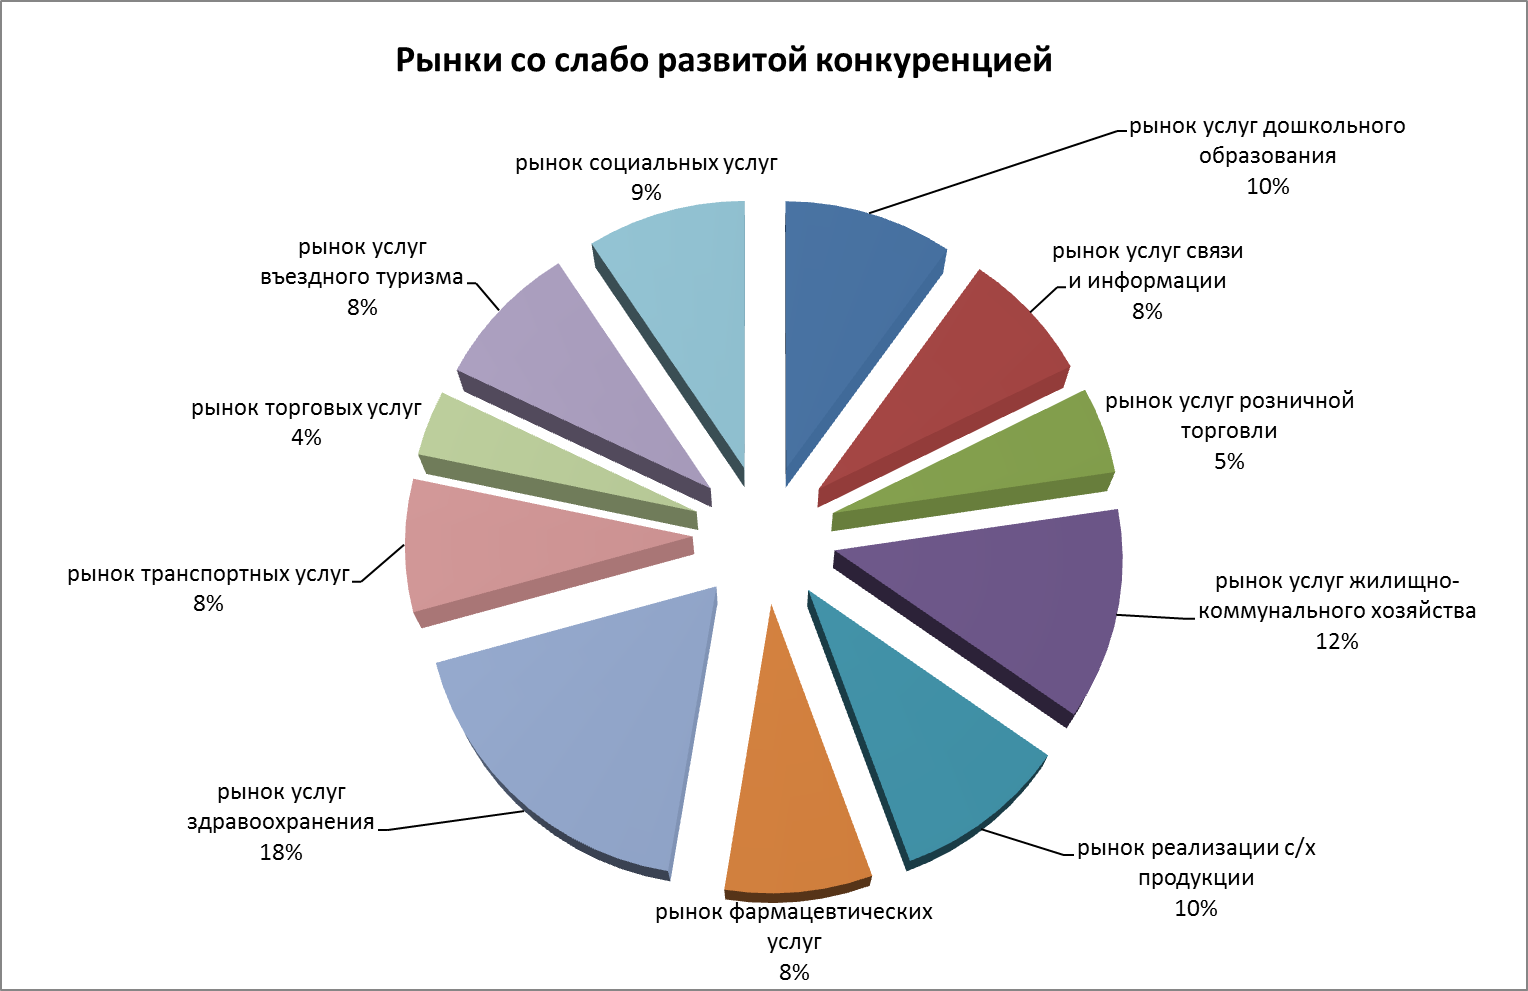 Рынки со слабо развитой конкуренцией
рынок услуг дошкольного
образования
10%
рынок услуг связи
и информации
8%
рынок услуг розничной
торговли
5%
рынок услуг жилищно-
коммунального хозяйства
12%
рынок реализации с/х
продукции
10%
рынок фармацевтических
услуг
8%
рынок услуг
здравоохранения
18%
рынок транспортных услуг
8%
рынок торговых услуг
4%
рынок услуг
въездного туризма
8%
рынок социальных услуг
9%